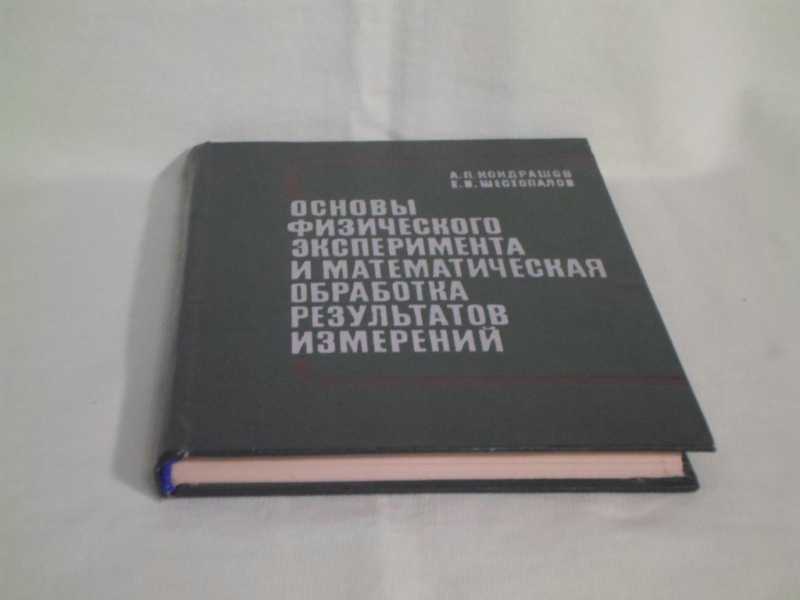 А.П. КОНДРАШОВ
Е.В. ШЕСТОПАЛОВ
ОСНОВЫ
ФИЗИЧЕСКОГО
ЭКСПЕРИМЕНТА
И МАТЕМАТИЧЕСКАЯ
ОБРАБОТКА
РЕЗУЛЬТАТОВ
ИЗМЕРЕНИЙ